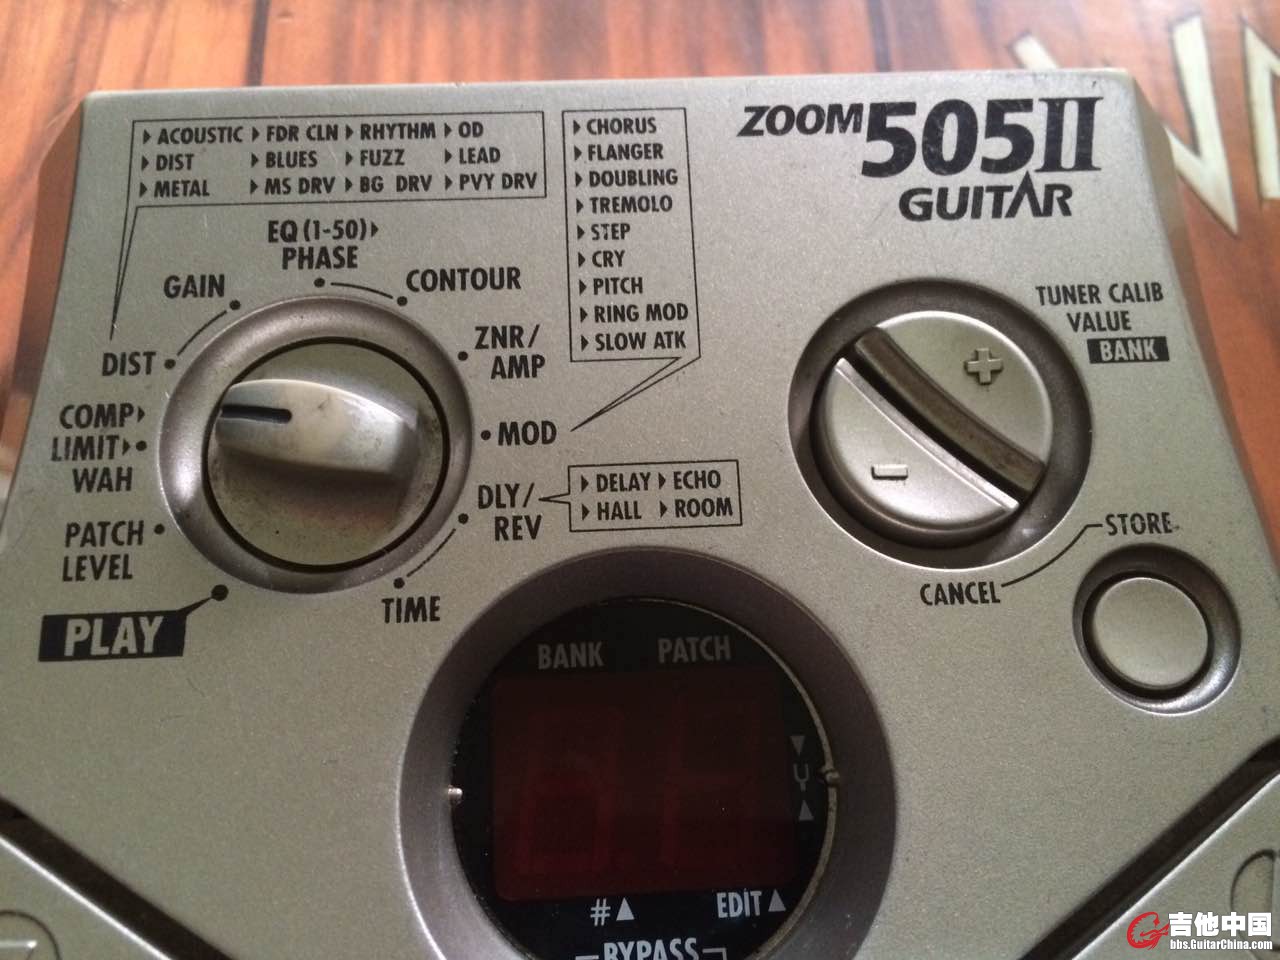 ZOOM 505II
GUITAR
▶ ACOUSTIC ▶ FDR CLN ▶ RHYTHM ▶ OD
▶ DIST ▶ BLUES ▶ FUZZ ▶ LEAD
▶ METAL ▶ MS DRV ▶ BG DRV ▶ PVY DRV
▶ CHORUS
▶ FLANGER
▶ DOUBLING
▶ TREMOLO
▶ STEP
▶ CRY
▶ PITCH
▶ RING MOD
▶ SLOW ATK
EQ (1-50)▶
PHASE
GAIN
CONTOUR
DIST
ZNR/
AMP
COMP▶
LIMIT▶
WAH
MOD
PATCH
LEVEL
DLY/
REV
▶ DELAY ▶ ECHO
▶ HALL ▶ ROOM
PLAY
TIME
TUNER CALIB
VALUE
BANK
+
-
STORE
CANCEL
BANK PATCH
#▲ EDIT▲
BYPASS
吉他中国
bbs.GuitarChina.com